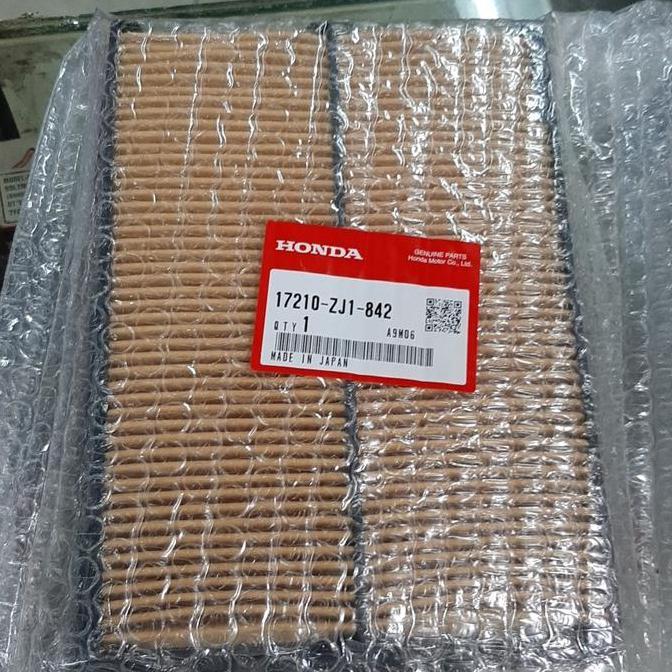 HONDA
GENUINE PARTS
Honda Motor Co., Ltd.
17210-ZJ1-842
QTY 1
A9M06
MADE IN JAPAN